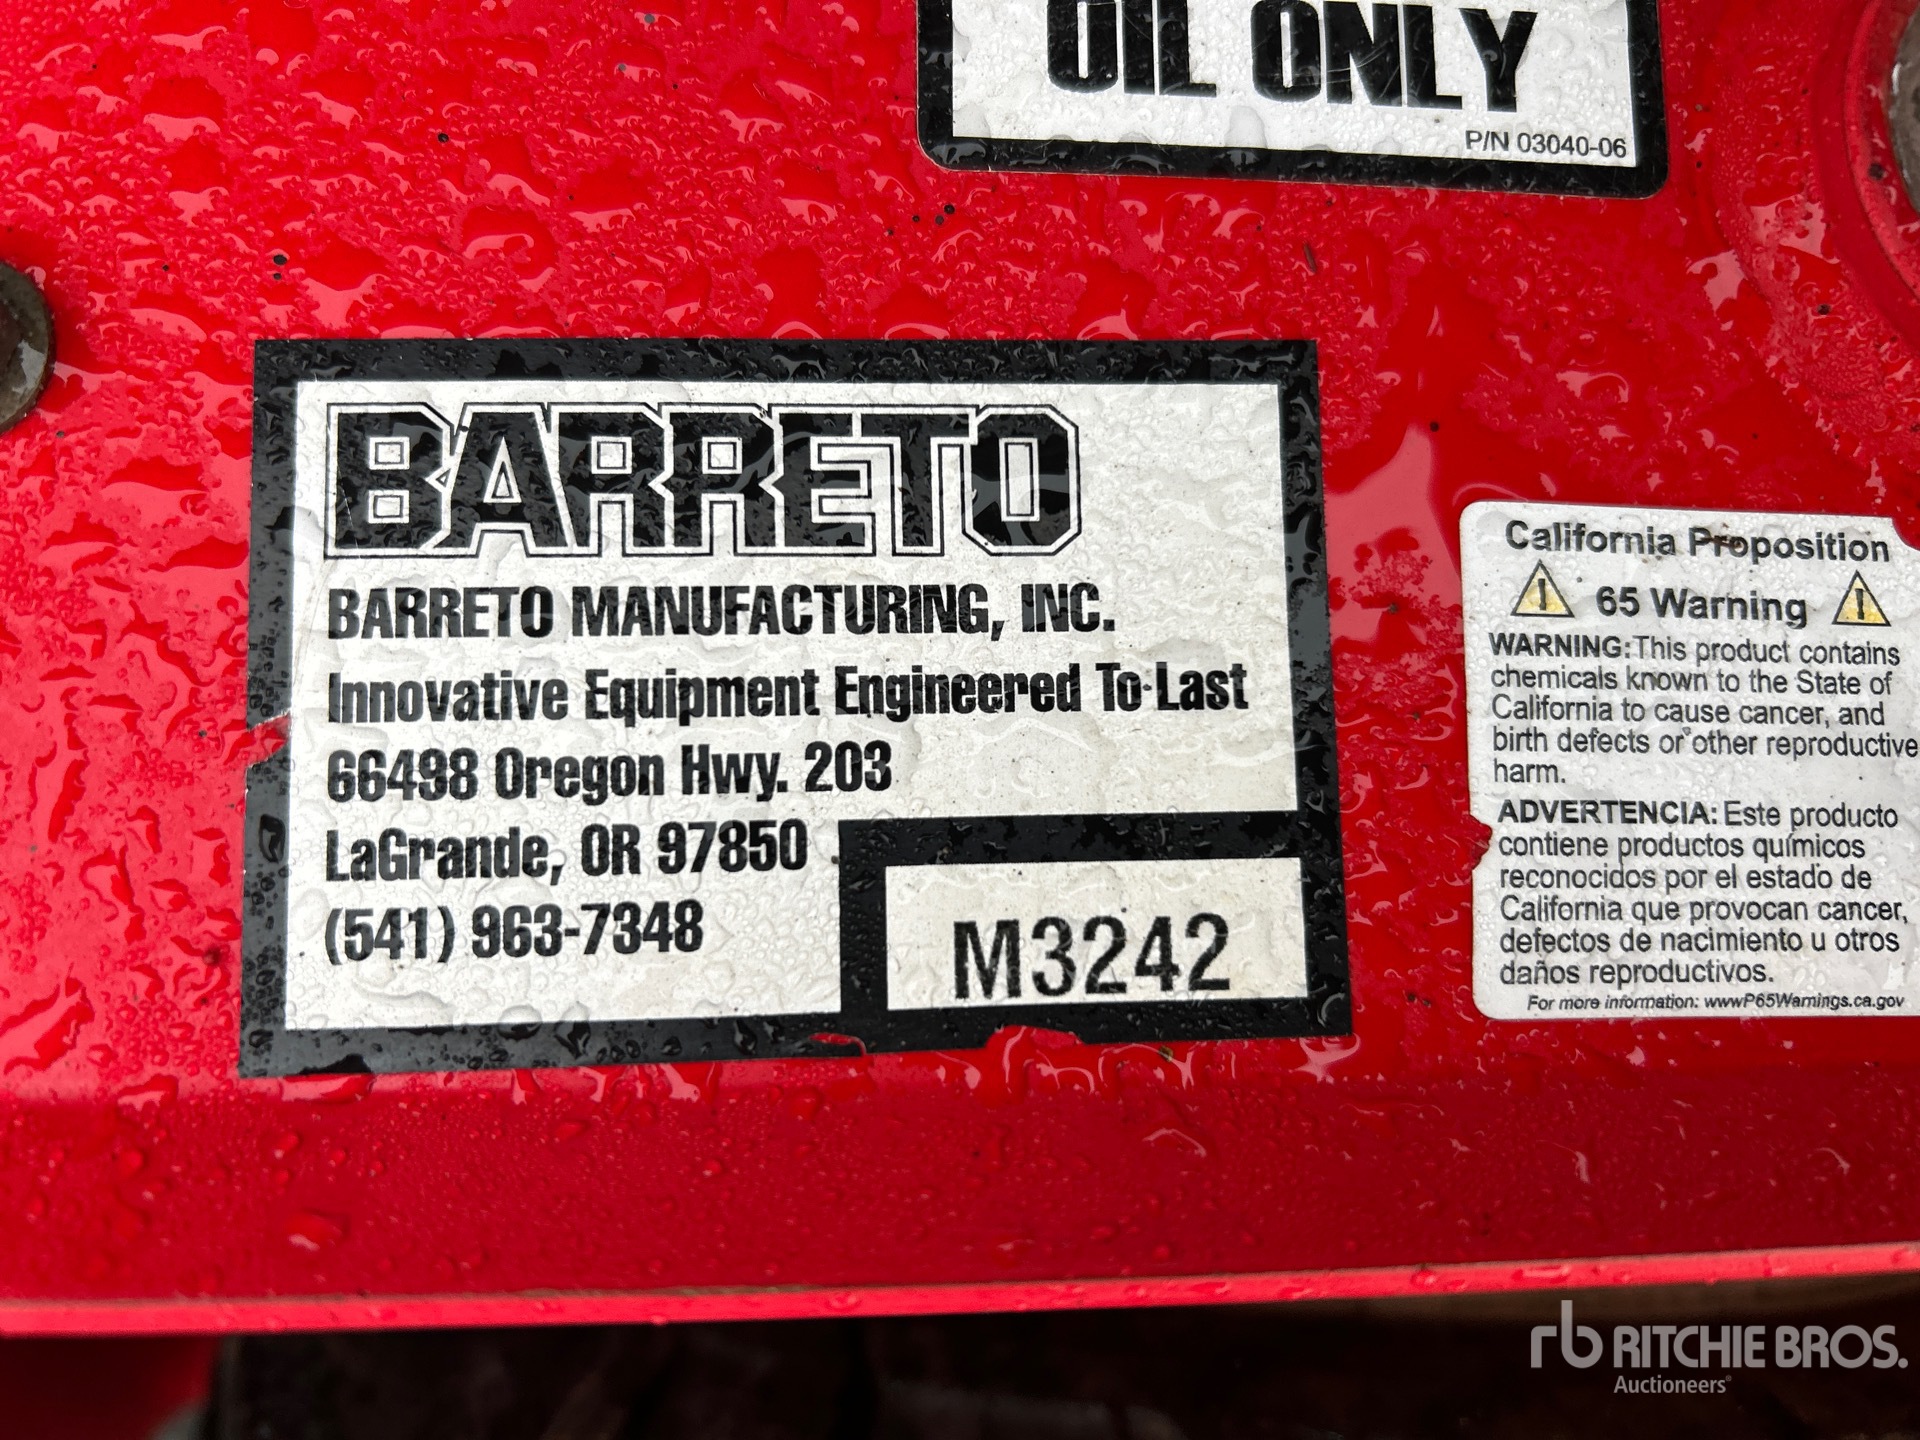 OIL ONLY
P/N 03040-06
BARRETO
BARRETO MANUFACTURING, INC.
Innovative Equipment Engineered To Last
66498 Oregon Hwy. 203
LaGrande, OR 97850
(541) 963-7348
M3242
California Proposition
65 Warning
WARNING: This product contains
chemicals known to the State of
California to cause cancer, and
birth defects or other reproductive
harm.
ADVERTENCIA: Este producto
contiene productos químicos
reconocidos por el estado de
California que provocan cancer,
defectos de nacimiento u otros
daños reproductivos.
For more information: www.P65Warnings.ca.gov
rb RITCHIE BROS.
Auctioneers